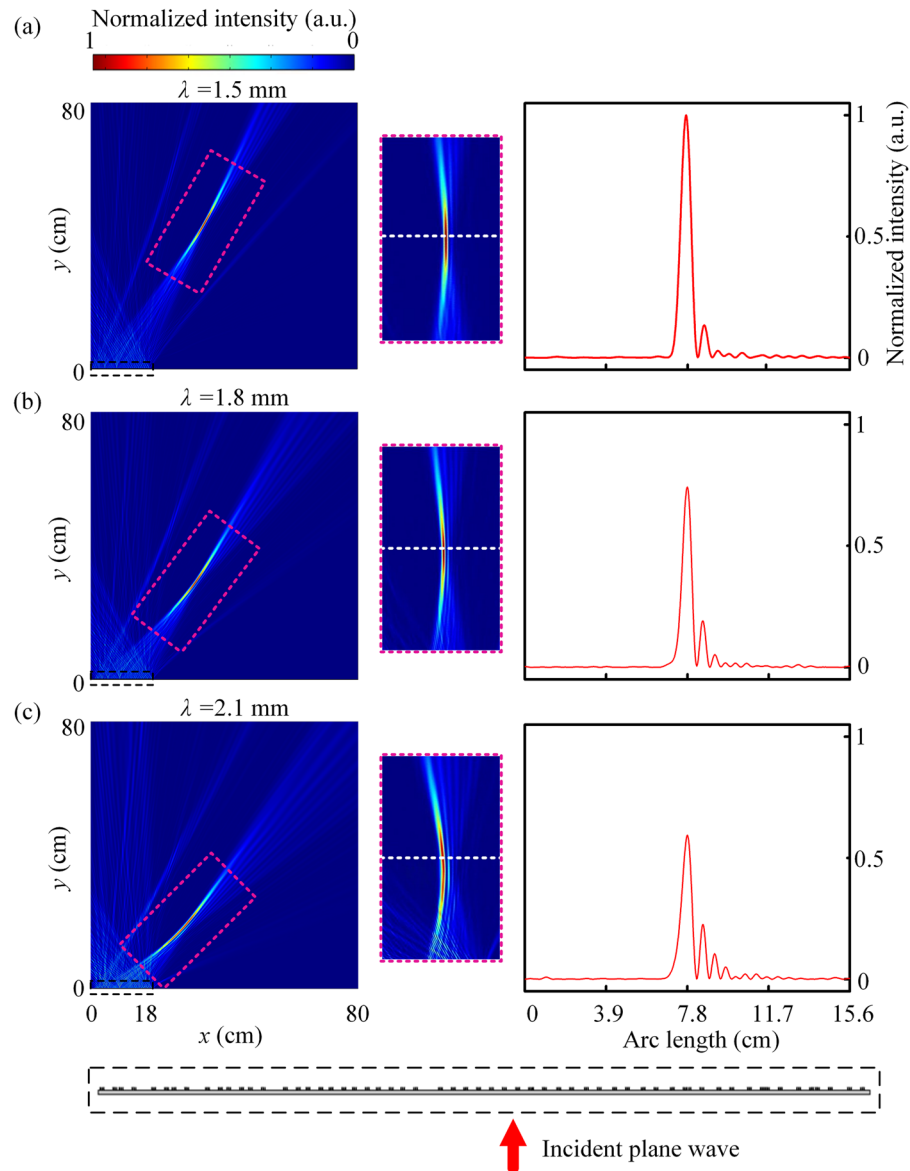 (a)
Normalized intensity (a.u.)
1 0
λ =1.5 mm
80
y (cm)
0
1
0.5
0
Normalized intensity (a.u.)
(b)
λ =1.8 mm
80
y (cm)
0
1
0.5
0
(c)
λ =2.1 mm
80
y (cm)
0
0 18 80
x (cm)
1
0.5
0
0 3.9 7.8 11.7 15.6
Arc length (cm)
Incident plane wave